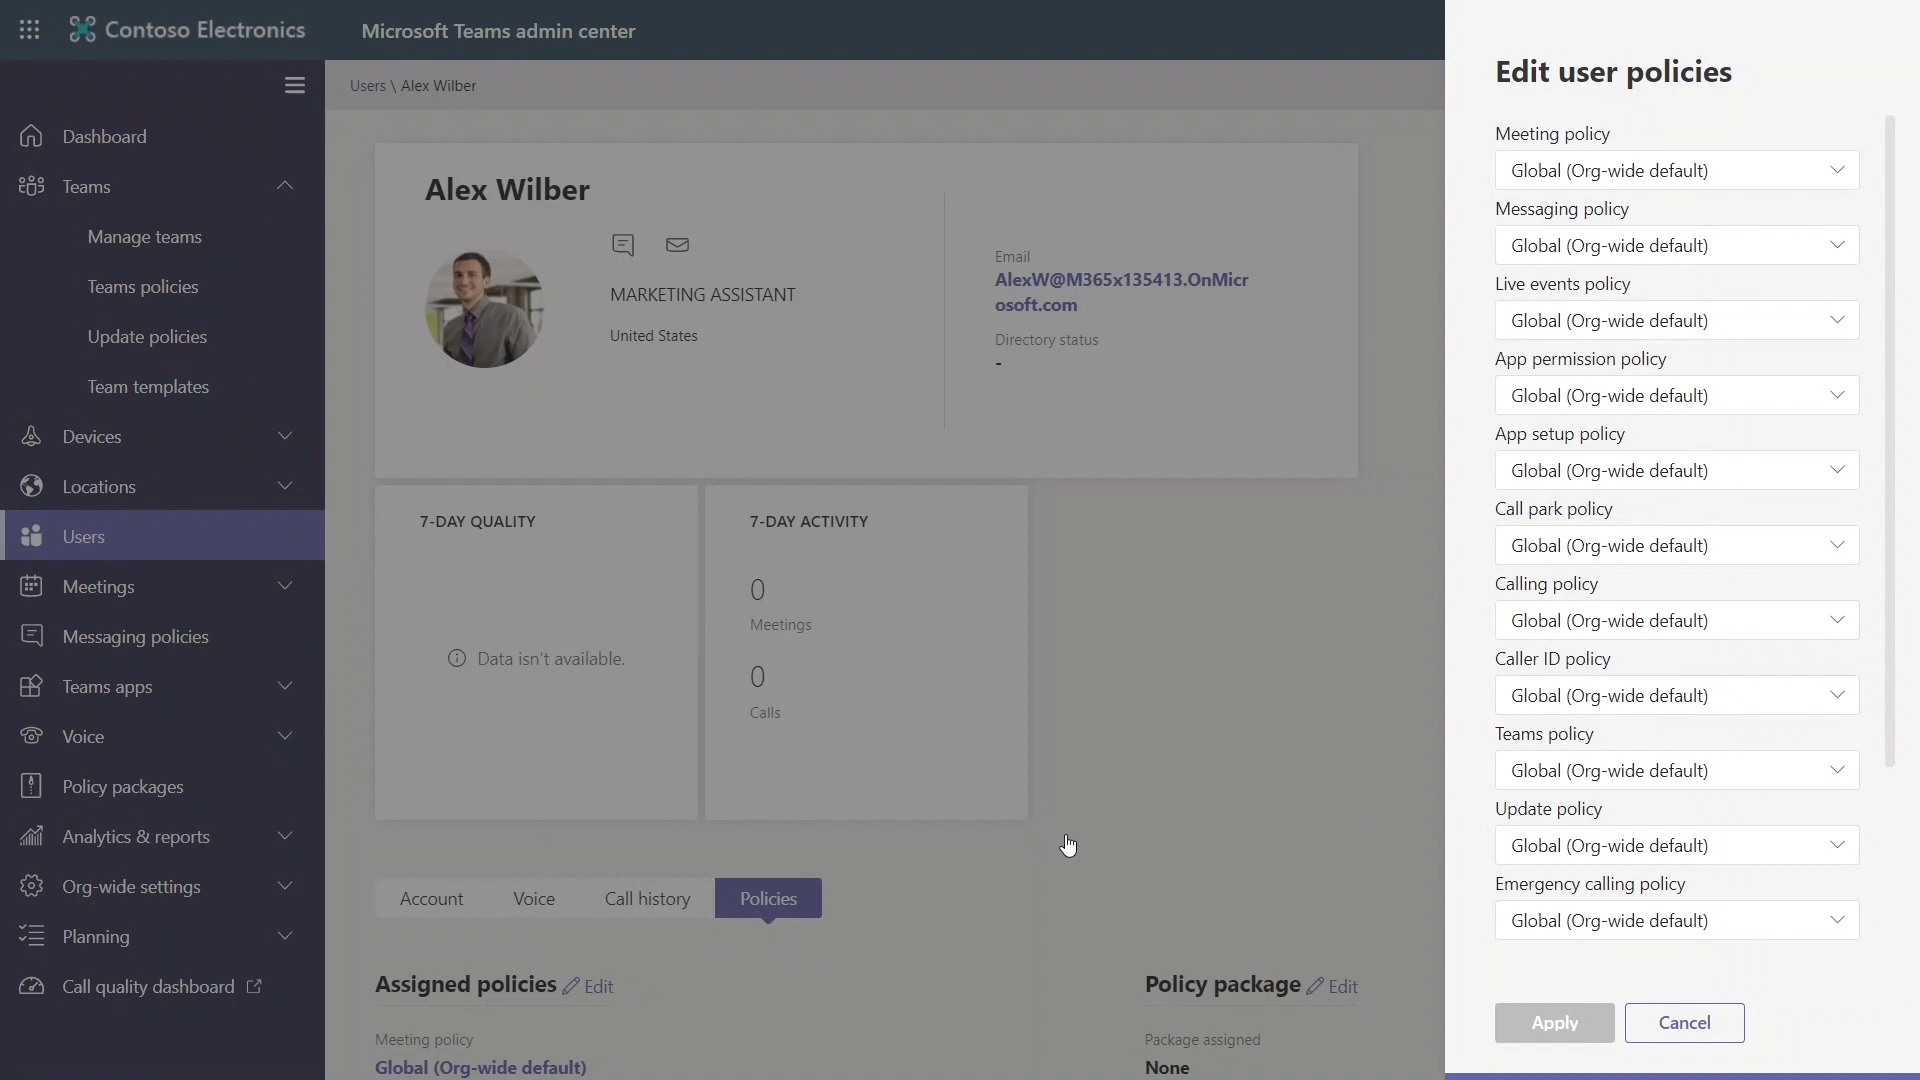 Contoso Electronics
Microsoft Teams admin center
Dashboard
Teams
Manage teams
Teams policies
Update policies
Team templates
Devices
Locations
Users
Meetings
Messaging policies
Teams apps
Voice
Policy packages
Analytics & reports
Org-wide settings
Planning
Call quality dashboard
Users \ Alex Wilber
Alex Wilber
MARKETING ASSISTANT
United States
Email
AlexW@M365x135413.OnMicr
osoft.com
Directory status
-
7-DAY QUALITY
Data isn't available.
7-DAY ACTIVITY
0
Meetings
0
Calls
Account
Voice
Call history
Policies
Assigned policies Edit
Meeting policy
Global (Org-wide default)
Policy package Edit
Package assigned
None
Edit user policies
Meeting policy
Global (Org-wide default)
Messaging policy
Global (Org-wide default)
Live events policy
Global (Org-wide default)
App permission policy
Global (Org-wide default)
App setup policy
Global (Org-wide default)
Call park policy
Global (Org-wide default)
Calling policy
Global (Org-wide default)
Caller ID policy
Global (Org-wide default)
Teams policy
Global (Org-wide default)
Update policy
Global (Org-wide default)
Emergency calling policy
Global (Org-wide default)
Apply
Cancel